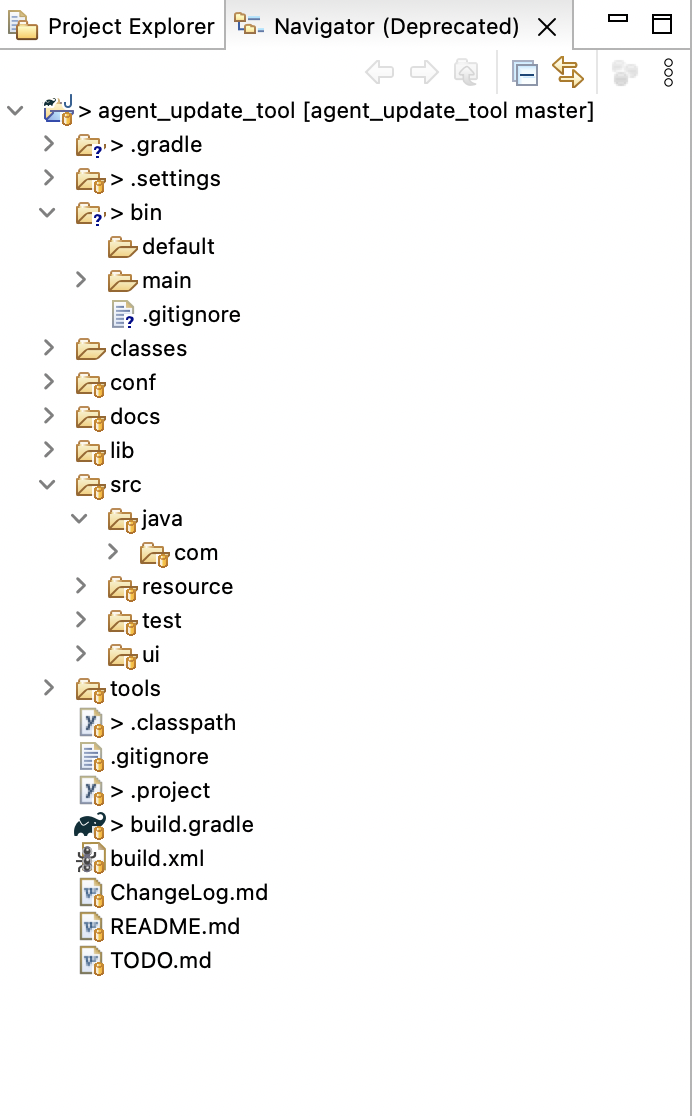 Project Explorer Navigator (Deprecated)
> agent_update_tool [agent_update_tool master]
> .gradle
> .settings
> bin
default
main
.gitignore
classes
conf
docs
lib
src
java
com
resource
test
ui
tools
> .classpath
.gitignore
> .project
> build.gradle
build.xml
ChangeLog.md
README.md
TODO.md